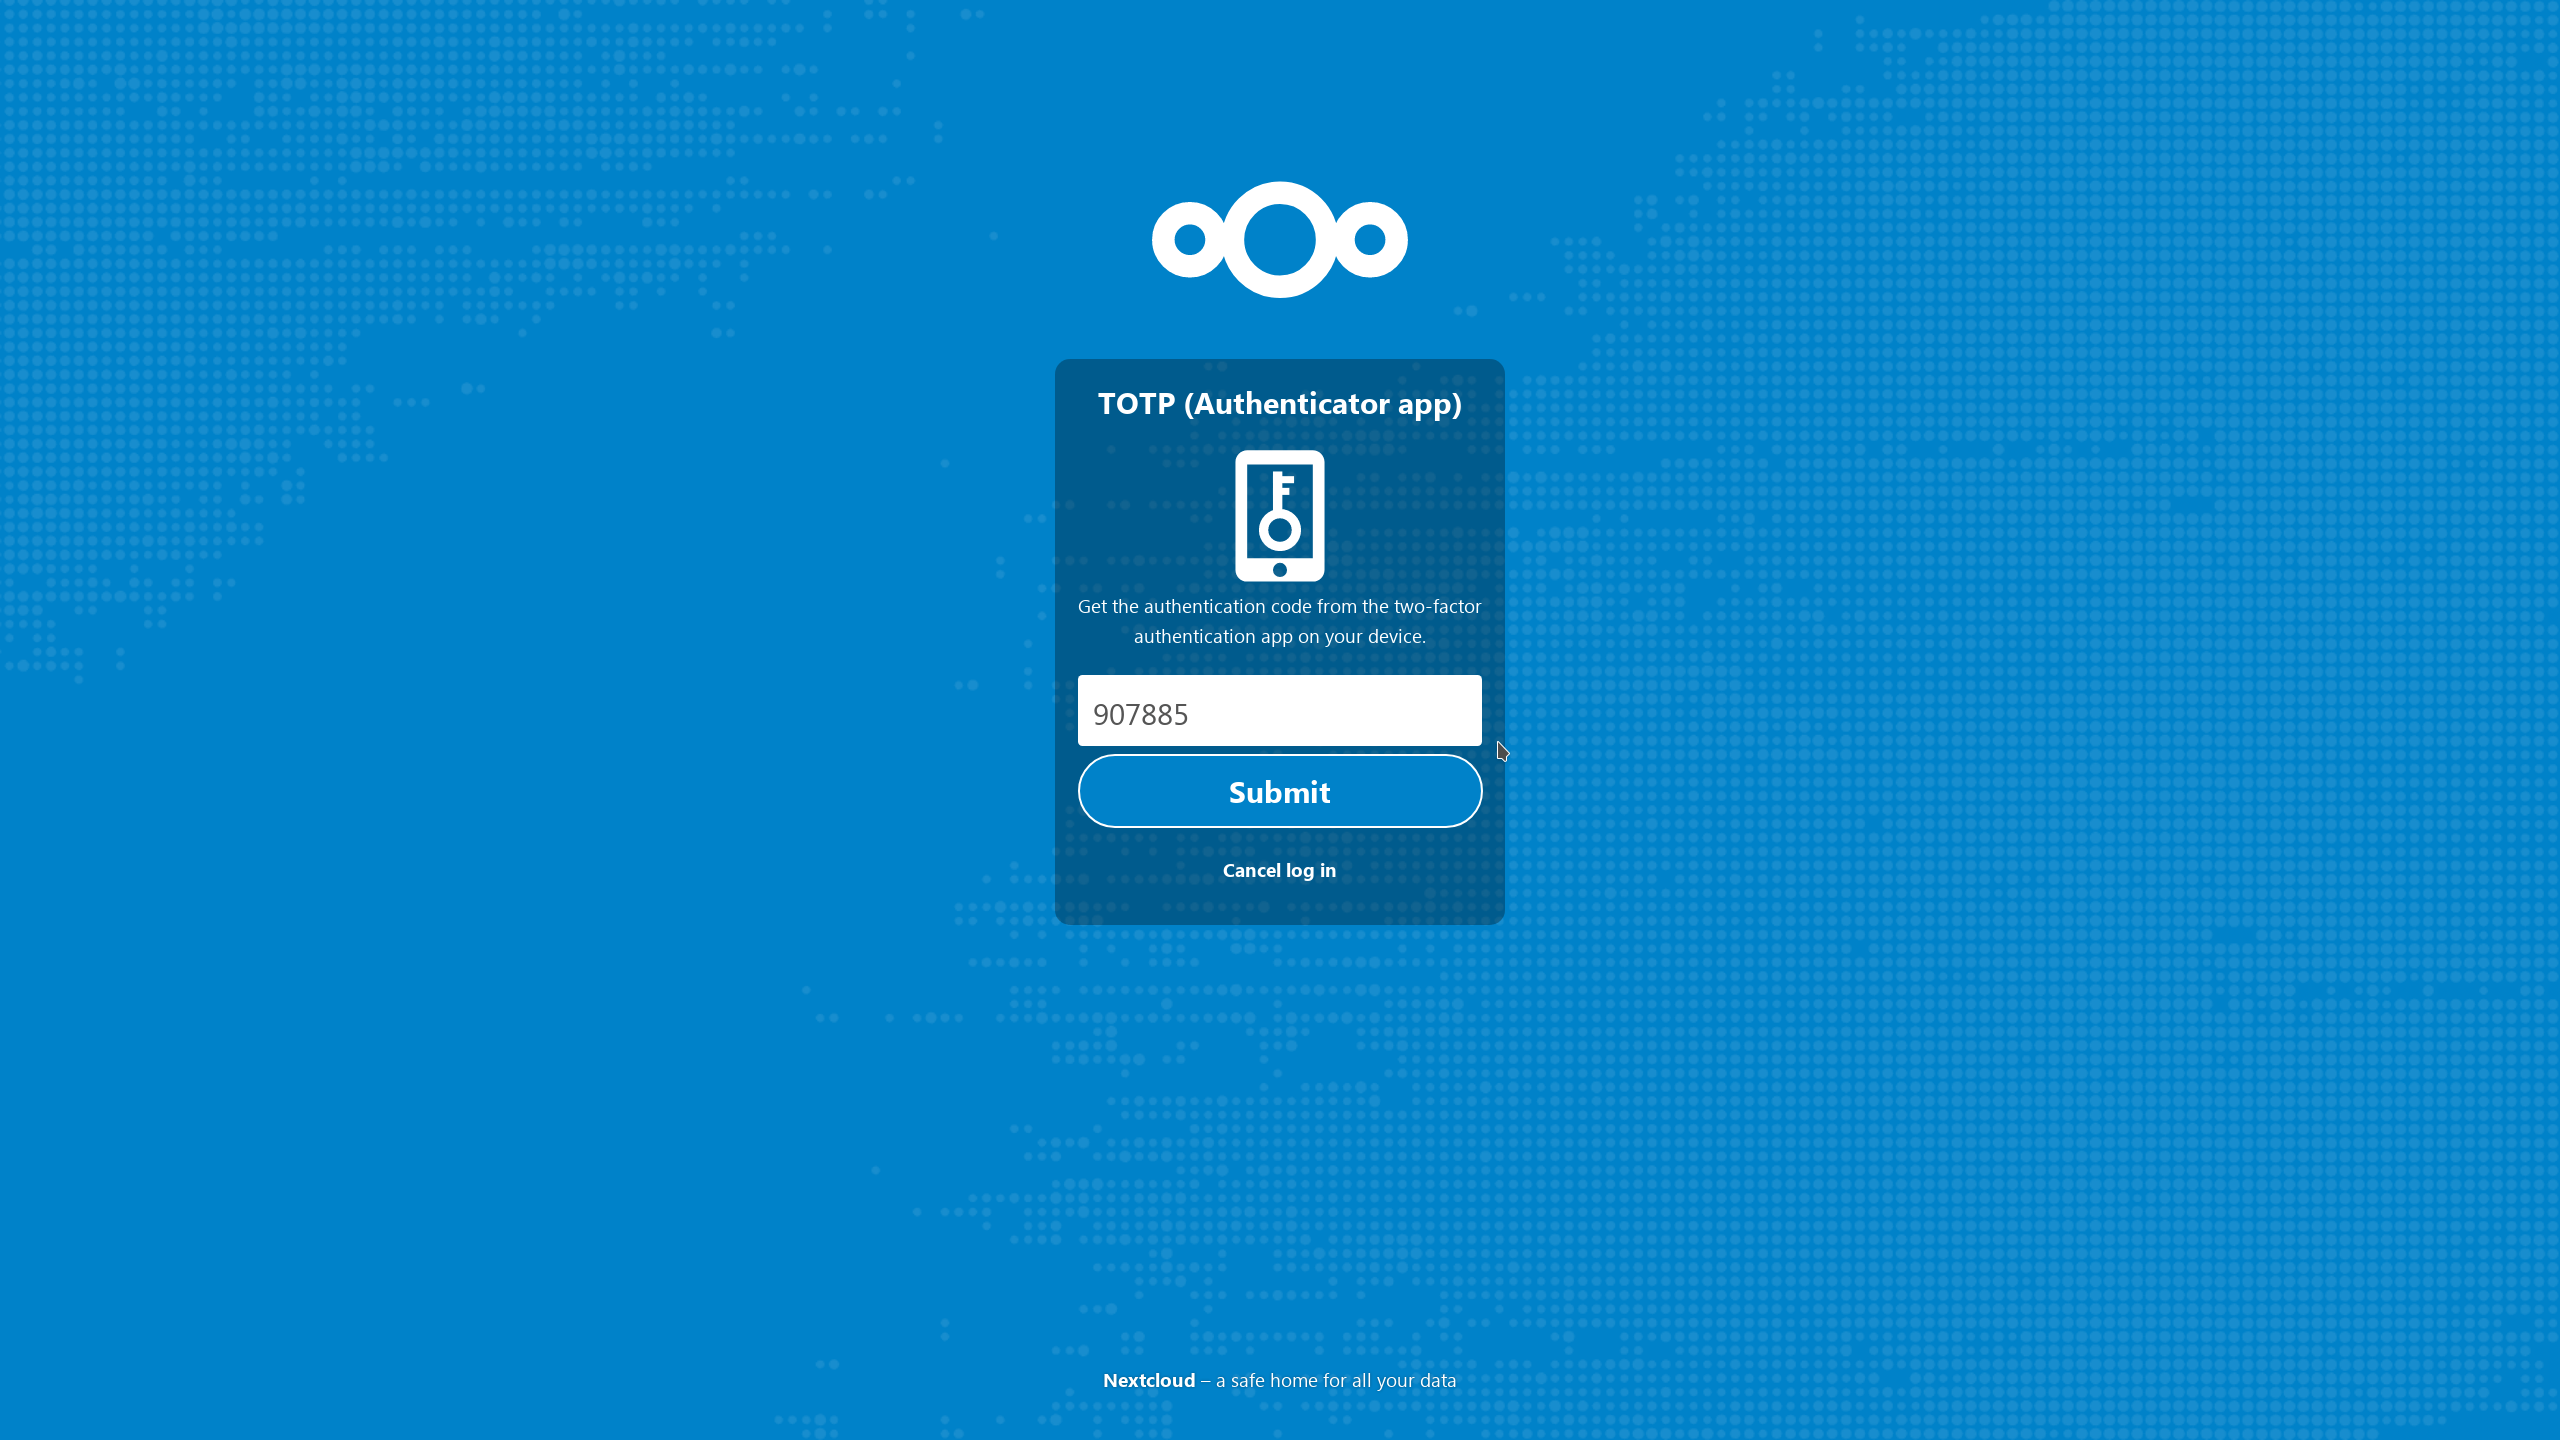 TOTP (Authenticator app)
Get the authentication code from the two-factor
authentication app on your device.
907885
Submit
Cancel log in
Nextcloud – a safe home for all your data